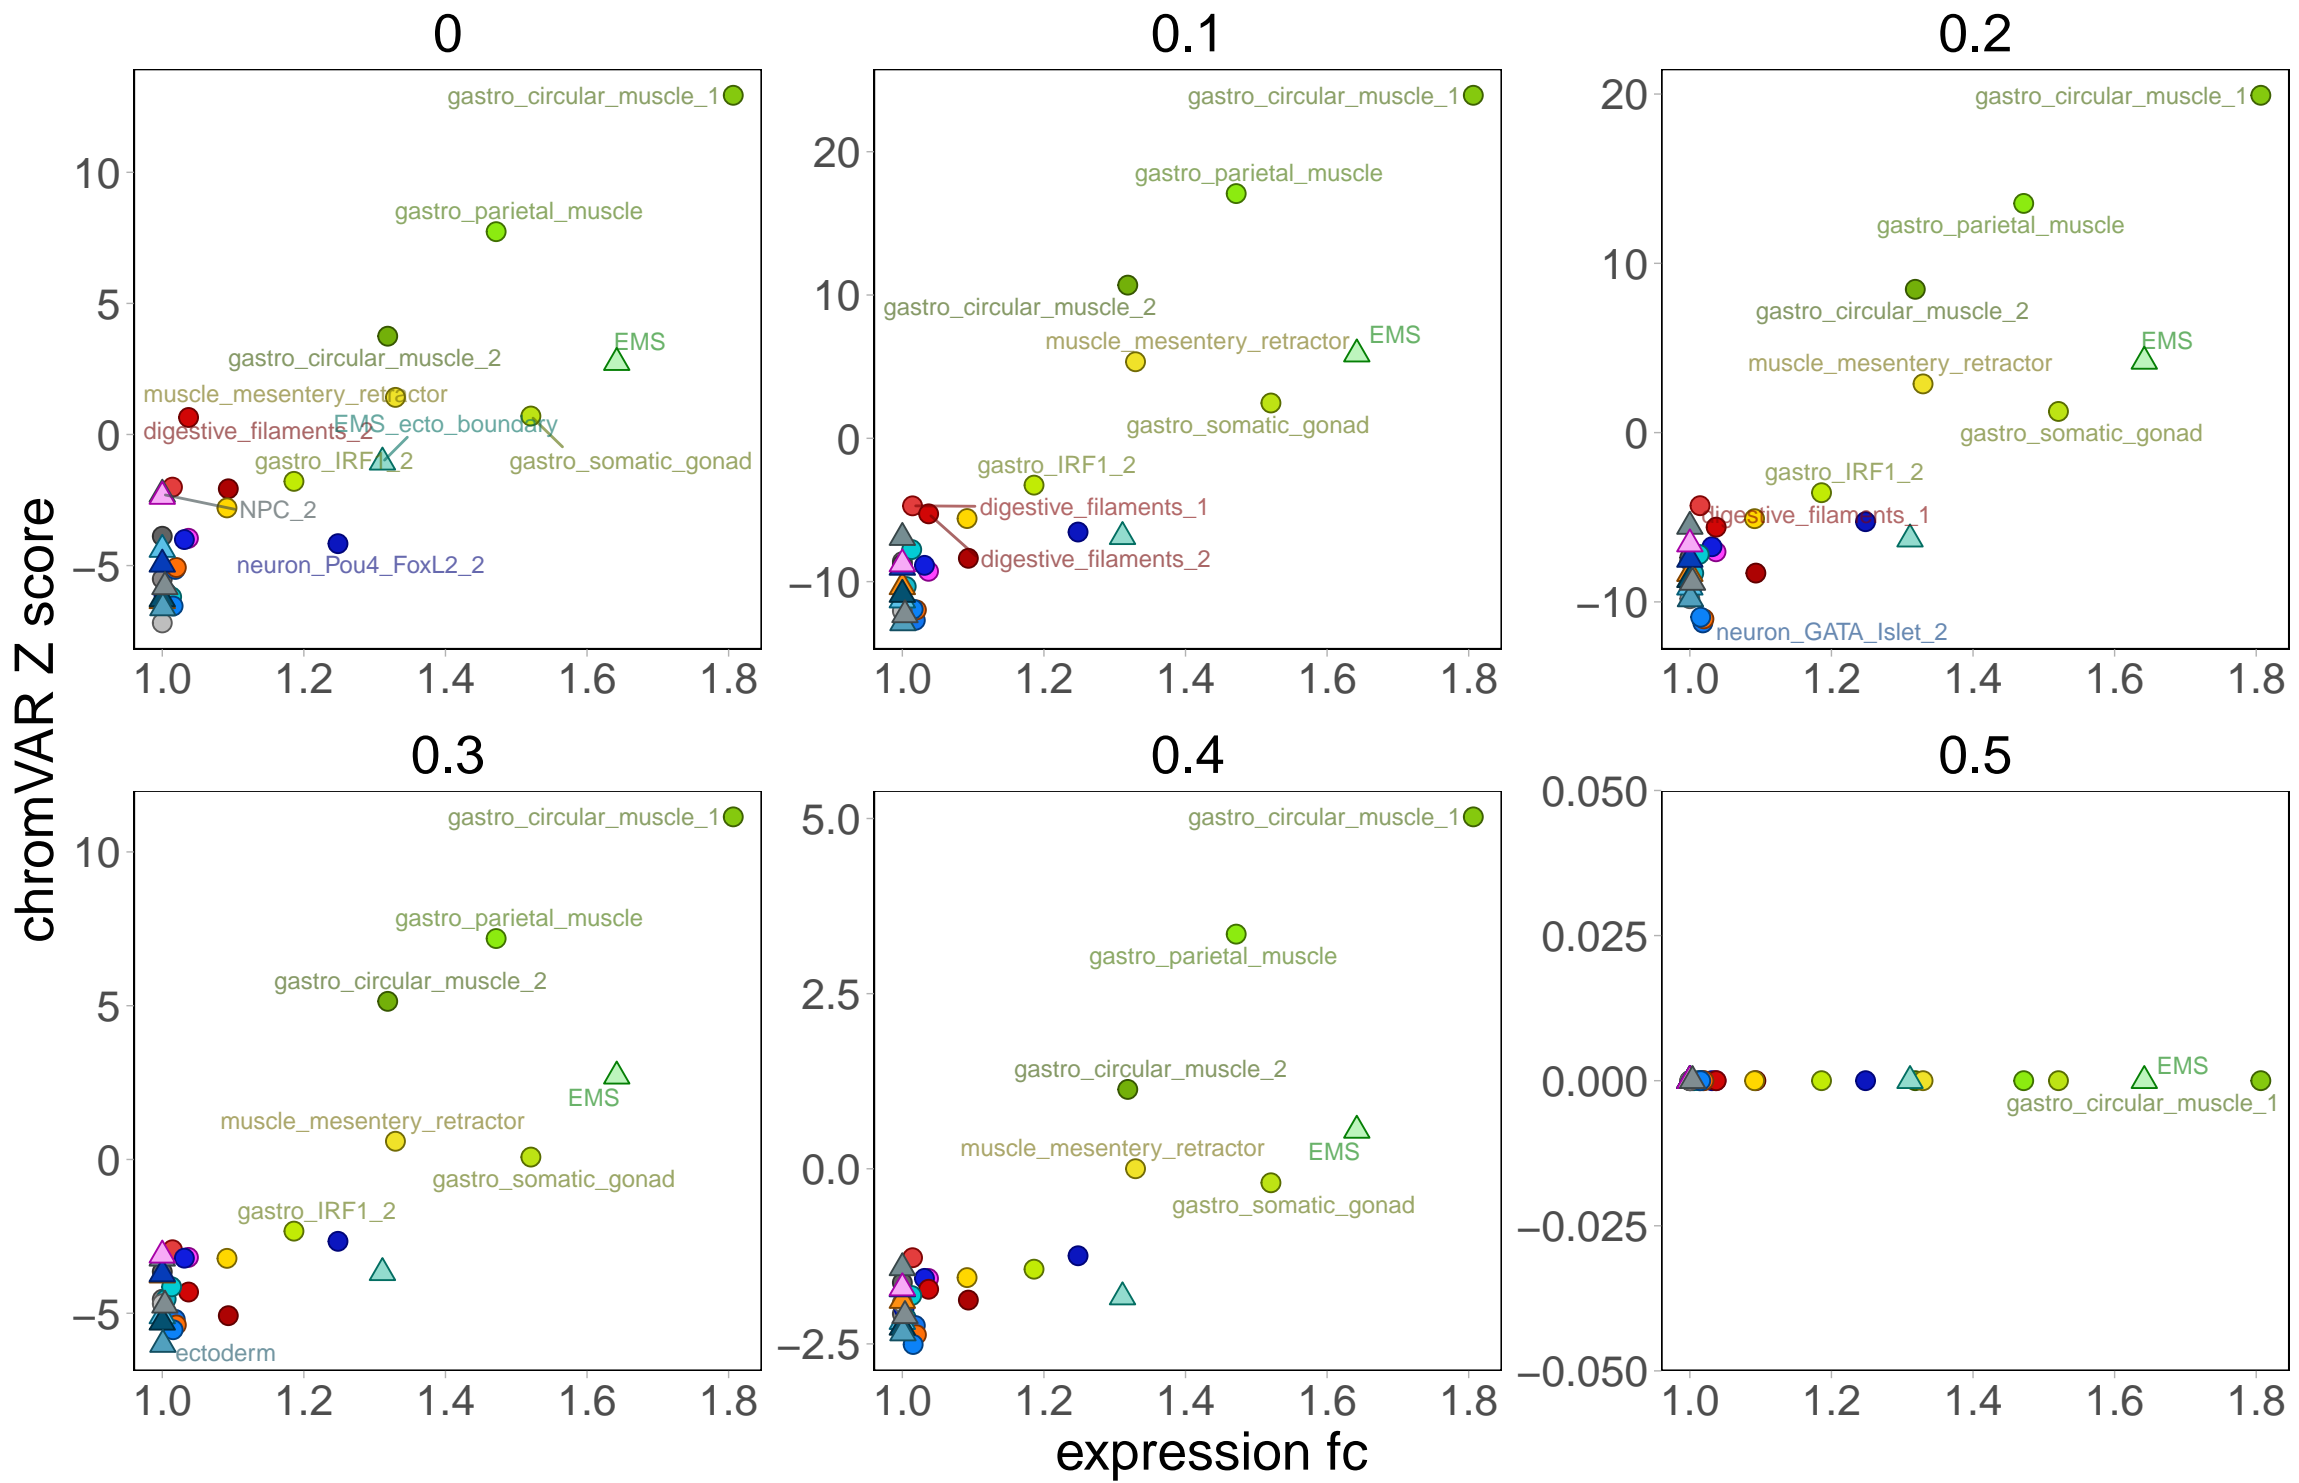 0
0.1
0.2
gastro_circular_muscle_1
gastro_parietal_muscle
gastro_circular_muscle_2
EMS
muscle_mesentery_retractor
EMS_ecto_boundary
digestive_filaments_2
gastro_IRF1_2
gastro_somatic_gonad
NPC_2
neuron_Pou4_FoxL2_2
10
5
0
−5
1.0 1.2 1.4 1.6 1.8
gastro_circular_muscle_1
gastro_parietal_muscle
gastro_circular_muscle_2
muscle_mesentery_retractor
EMS
gastro_somatic_gonad
gastro_IRF1_2
digestive_filaments_1
digestive_filaments_2
20
10
0
−10
1.0 1.2 1.4 1.6 1.8
gastro_circular_muscle_1
gastro_parietal_muscle
gastro_circular_muscle_2
EMS
muscle_mesentery_retractor
gastro_somatic_gonad
gastro_IRF1_2
digestive_filaments_1
neuron_GATA_Islet_2
20
10
0
−10
1.0 1.2 1.4 1.6 1.8
chromVAR Z score
0.3
0.4
0.5
gastro_circular_muscle_1
gastro_parietal_muscle
gastro_circular_muscle_2
EMS
muscle_mesentery_retractor
gastro_somatic_gonad
gastro_IRF1_2
ectoderm
10
5
0
−5
1.0 1.2 1.4 1.6 1.8
gastro_circular_muscle_1
gastro_parietal_muscle
gastro_circular_muscle_2
muscle_mesentery_retractor
EMS
gastro_somatic_gonad
5.0
2.5
0.0
−2.5
1.0 1.2 1.4 1.6 1.8
EMS
gastro_circular_muscle_1
0.050
0.025
0.000
−0.025
−0.050
1.0 1.2 1.4 1.6 1.8
expression fc